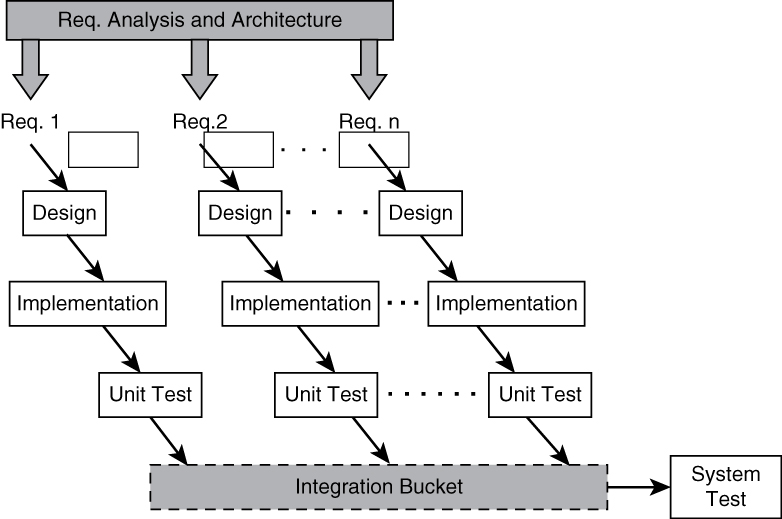 Req. Analysis and Architecture
Req. 1
Req.2
Req. n
Design
Design
Design
Implementation
Implementation
Implementation
Unit Test
Unit Test
Unit Test
Integration Bucket
System
Test